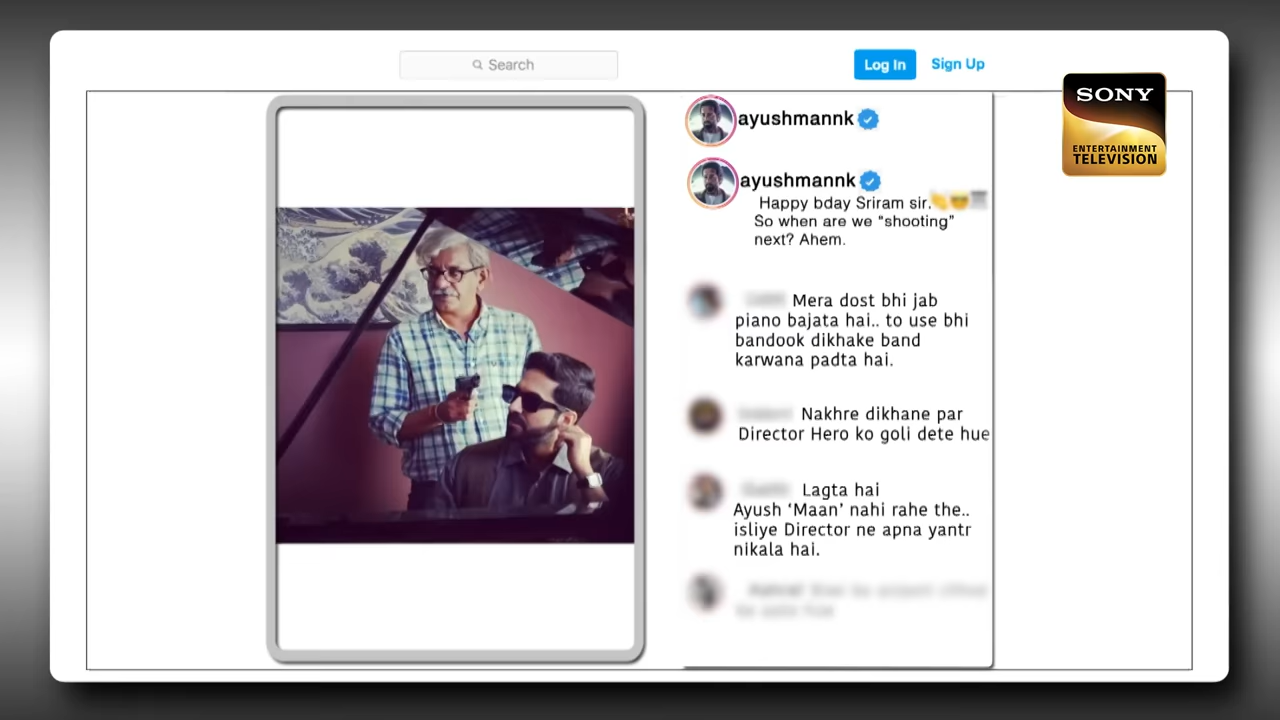 Search
Log In
Sign Up
SONY
ENTERTAINMENT
TELEVISION
ayushmannk
ayushmannk
Happy bday Sriram sir.
So when are we “shooting”
next? Ahem.
Mera dost bhi jab
piano bajata hai.. to use bhi
bandook dikhake band
karwana padta hai.
Nakhre dikhane par
Director Hero ko goli dete hue
Lagta hai
Ayush ‘Maan’ nahi rahe the..
isliye Director ne apna yantr
nikala hai.